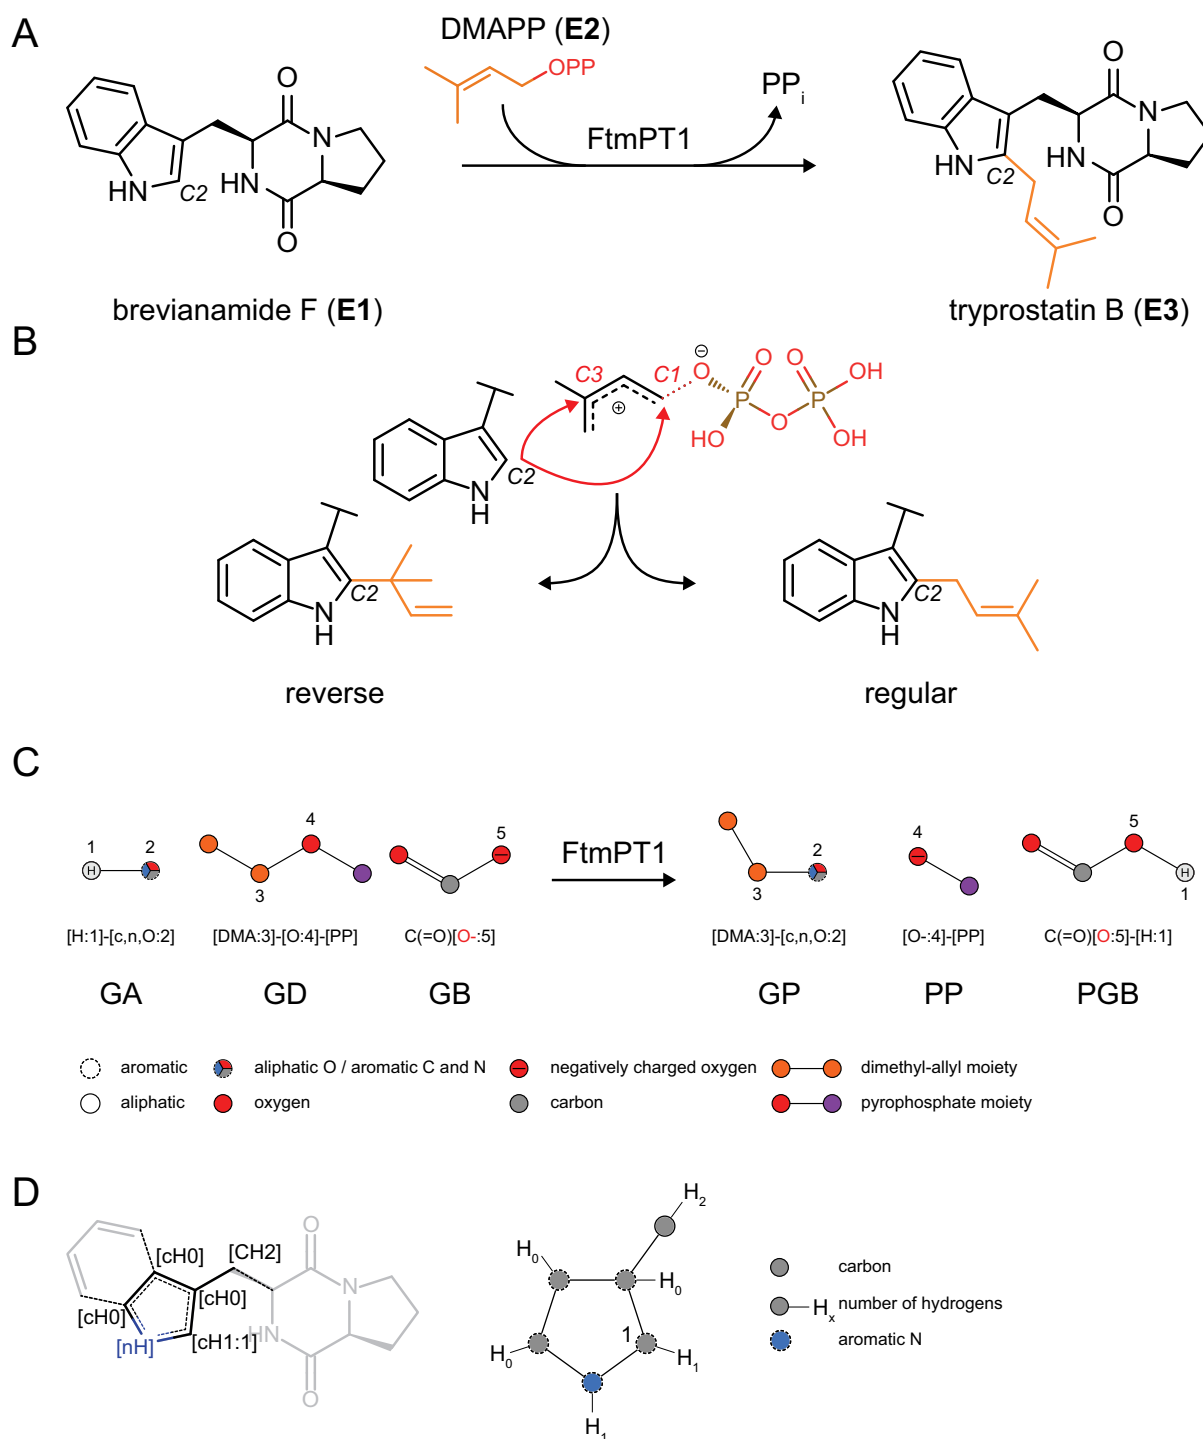 A
DMAPP (E2)
OPP
PPi
FtmPT1
O
N
HN
C2
HN
O
O
N
HN
C2
HN
O
brevianamide F (E1)
tryprostatin B (E3)
B
C3
C1
⊖
O
O
O
P
P
OH
⊕
HO
O
OH
C2
N
H
C2
N
H
C2
N
H
reverse
regular
C
1
2
H
4
3
5
FtmPT1
2
3
4
5
H
1
[H:1]-[c,n,O:2]
[DMA:3]-[O:4]-[PP]
C(=O)[O-:5]
[DMA:3]-[c,n,O:2]
[O-:4]-[PP]
C(=O)[O:5]-[H:1]
GA
GD
GB
GP
PP
PGB
aromatic
aliphatic O / aromatic C and N
negatively charged oxygen
dimethyl-allyl moiety
aliphatic
oxygen
carbon
pyrophosphate moiety
D
[cH0]
[CH2]
O
N
[cH0]
[cH0]
[nH]
[cH1:1]
HN
O
H2
H0
H0
H0
1
H1
H1
carbon
Hx number of hydrogens
aromatic N